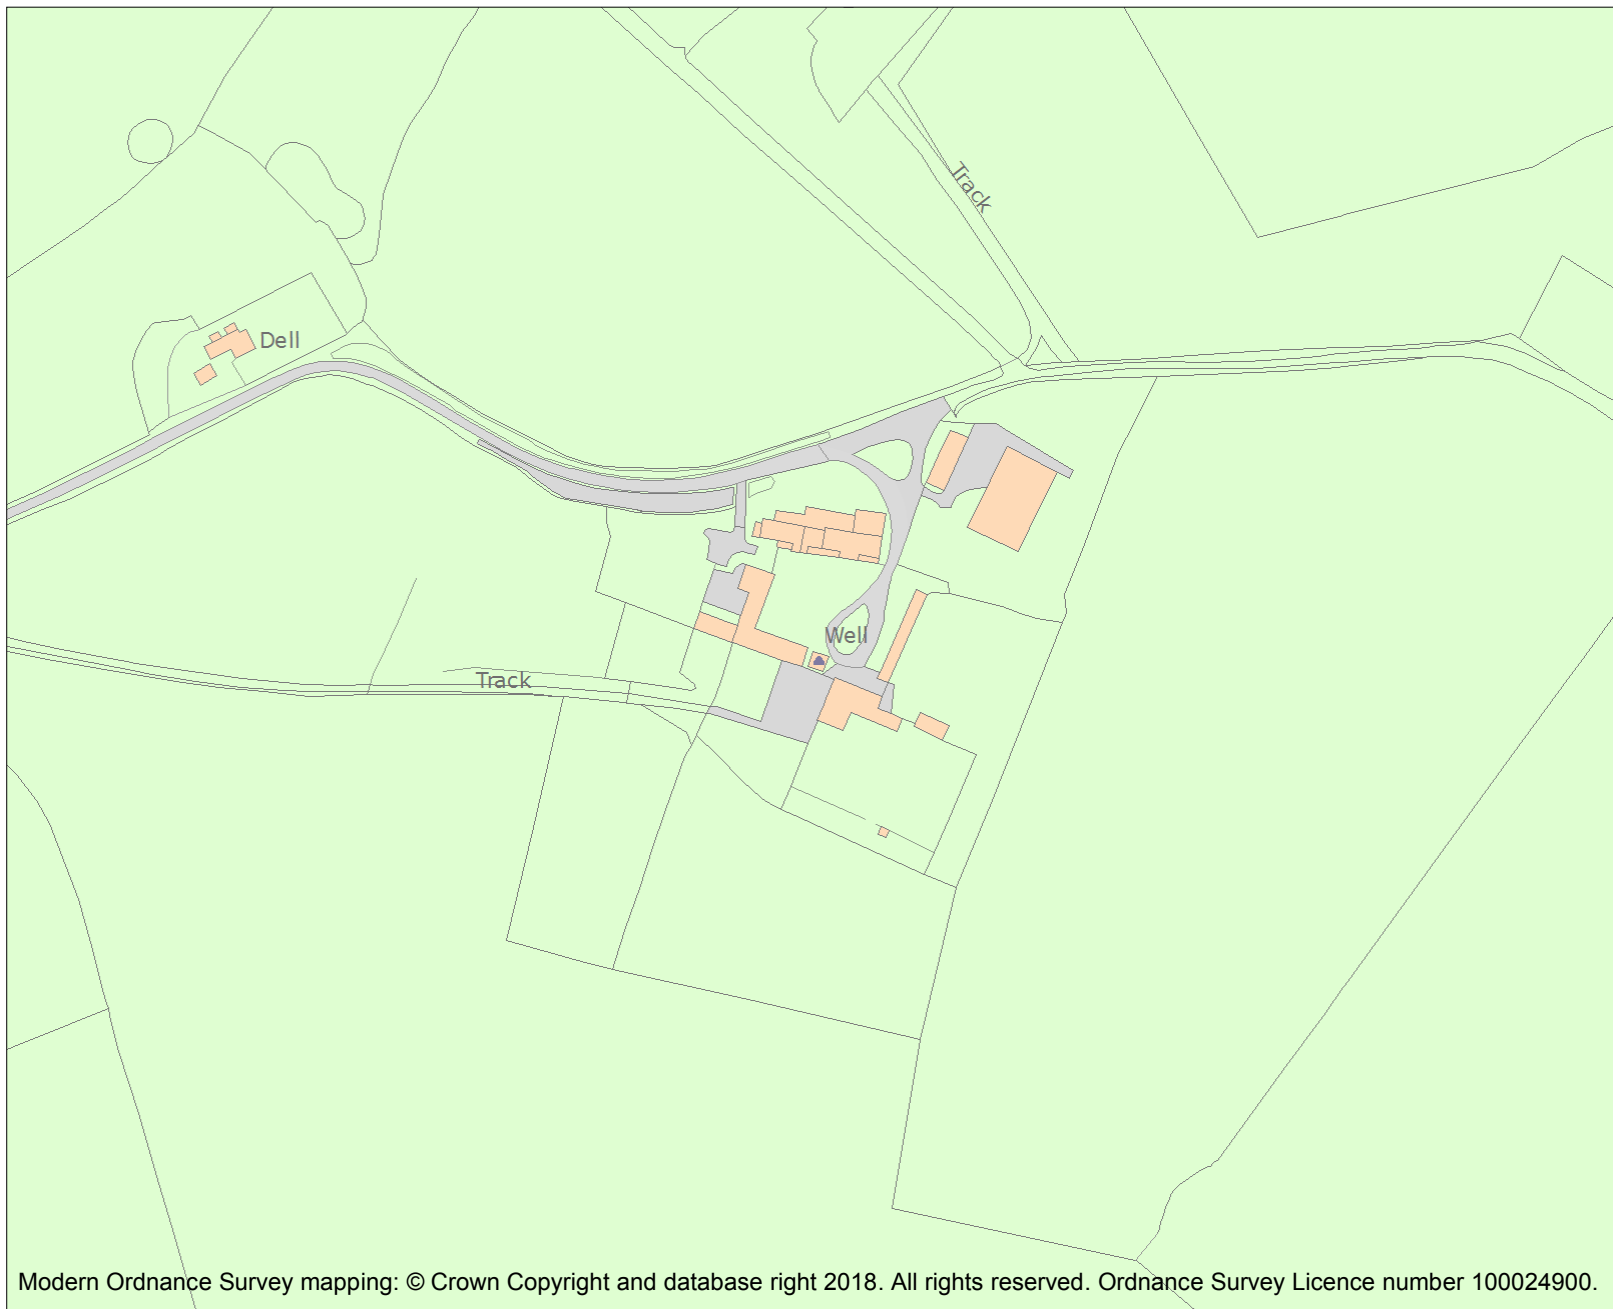 Track
Dell
Well
Track
Modern Ordnance Survey mapping: © Crown Copyright and database right 2018. All rights reserved. Ordnance Survey Licence number 100024900.